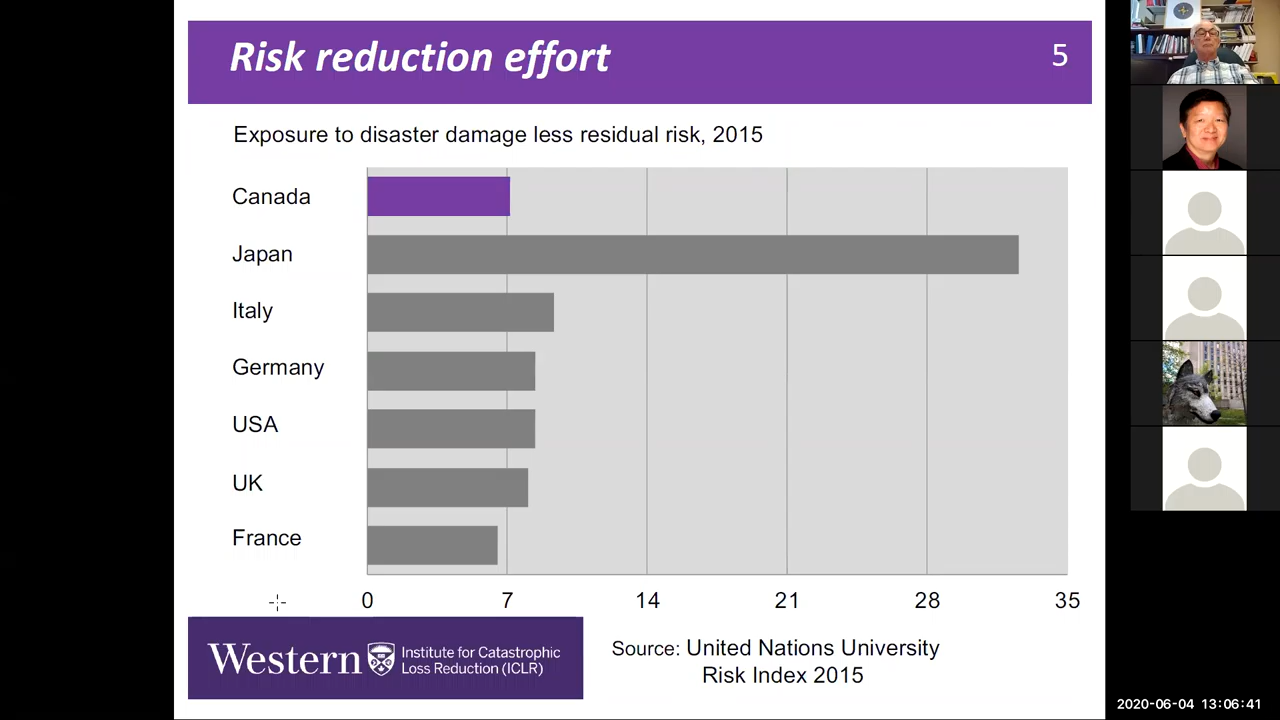 Risk reduction effort
5
Exposure to disaster damage less residual risk, 2015
Canada
Japan
Italy
Germany
USA
UK
France
0 7 14 21 28 35
Western
Institute for Catastrophic
Loss Reduction (ICLR)
Source: United Nations University
Risk Index 2015
2020-06-04 13:06:41